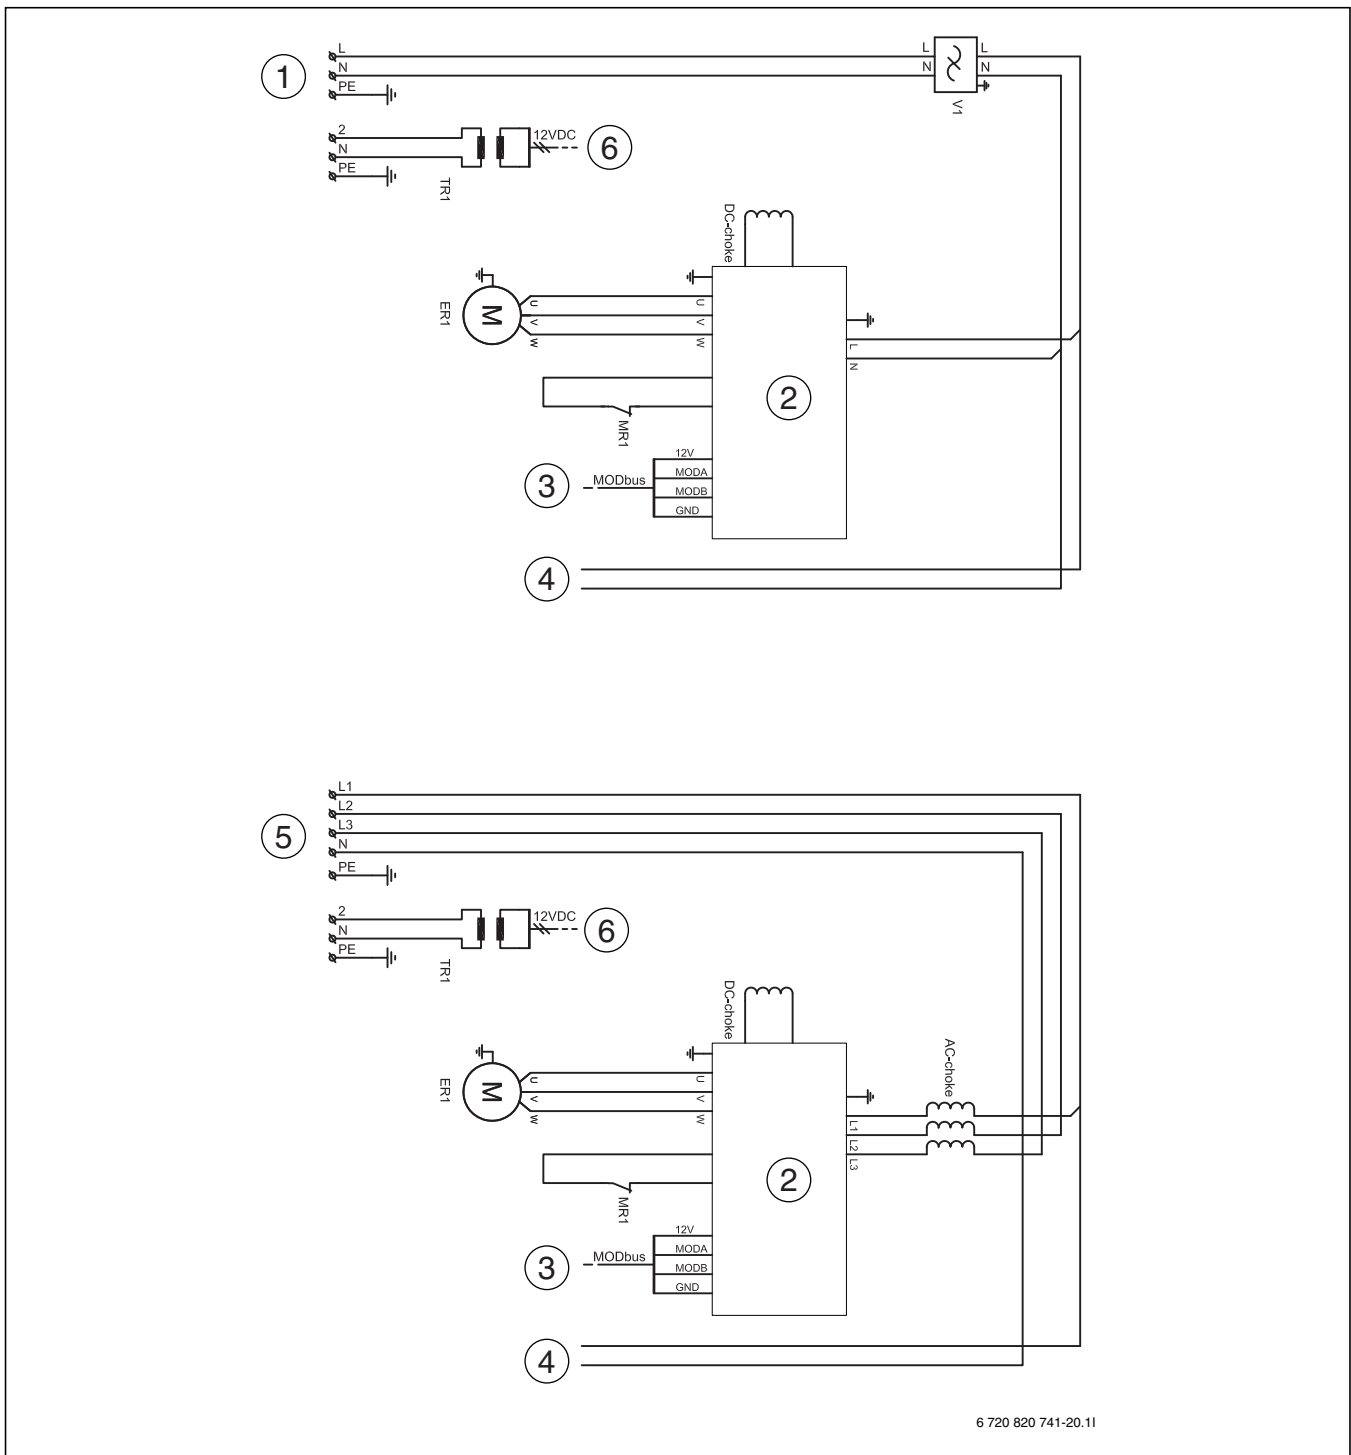 L
N
PE
1
L
N
L
N
V1
2
N
PE
TR1
12VDC
6
DC-choke
ER1
M
U
V
W
U
V
W
L
N
2
MR1
3
MODbus
12V
MODA
MODB
GND
4
L1
L2
L3
N
PE
5
2
N
PE
TR1
12VDC
6
DC-choke
AC-choke
ER1
M
U
V
W
U
V
W
L1
L2
L3
2
MR1
3
MODbus
12V
MODA
MODB
GND
4
6 720 820 741-20.1I